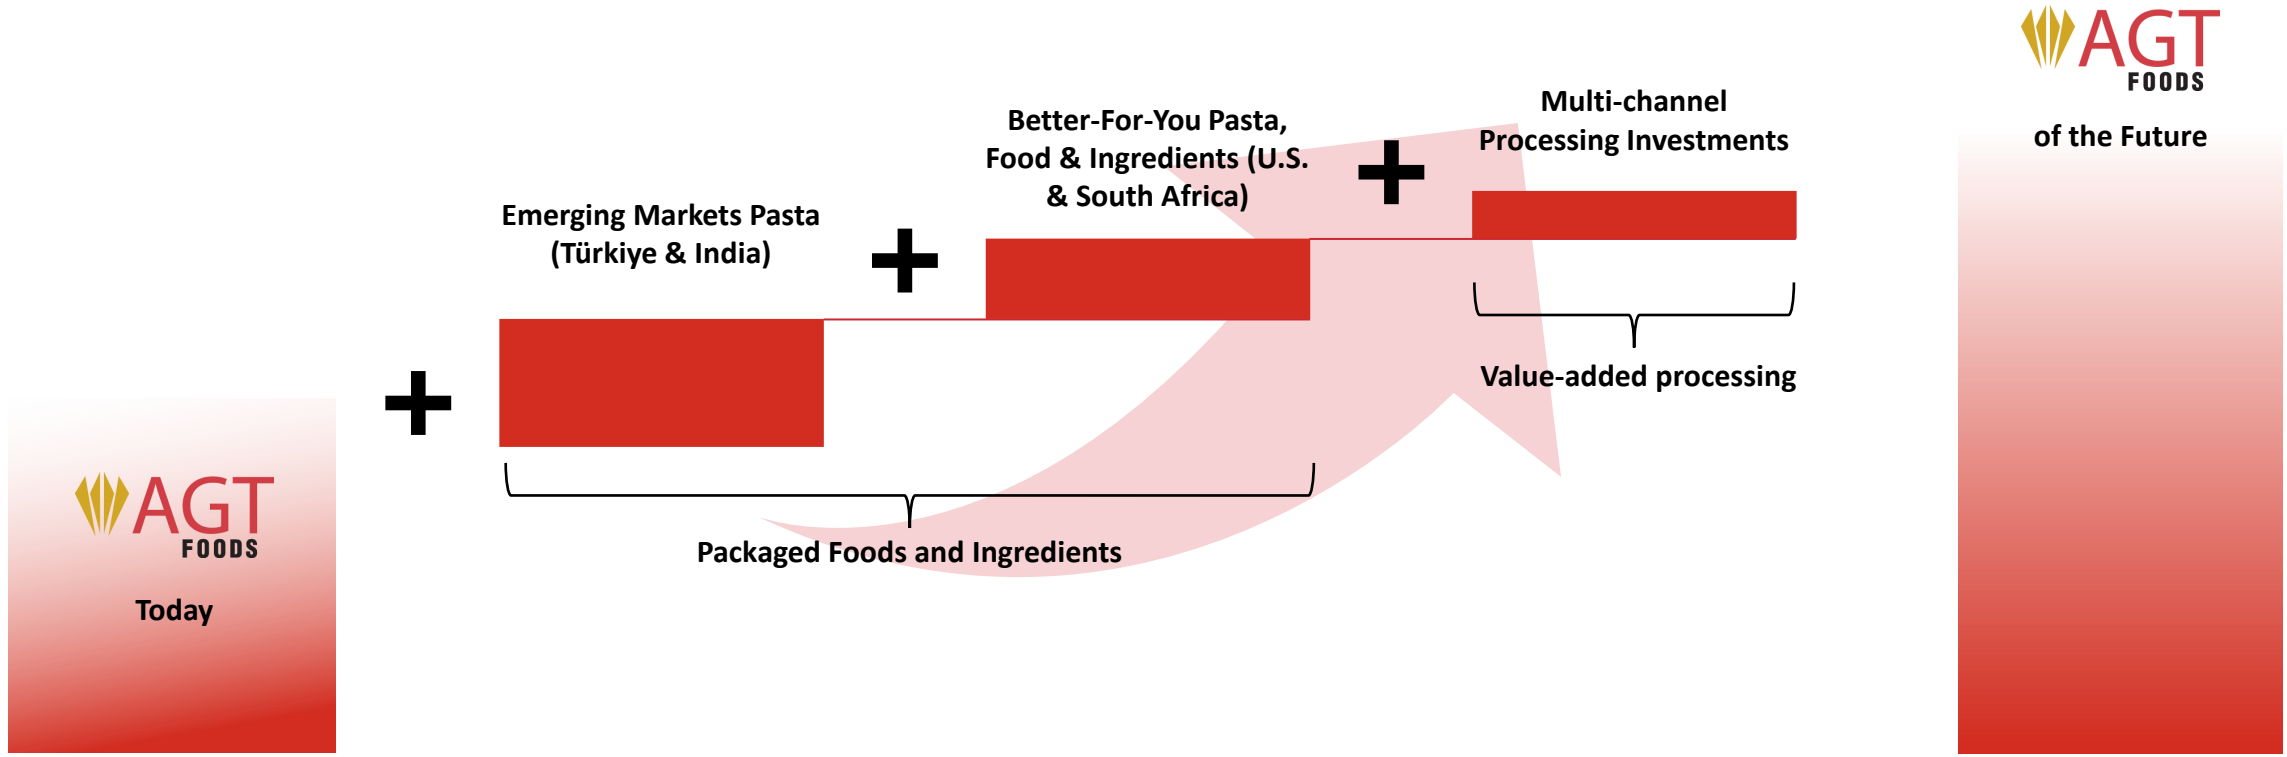 AGT
FOODS
Today
Emerging Markets Pasta
(Türkiye & India)
Better-For-You Pasta,
Food & Ingredients (U.S.
& South Africa)
Packaged Foods and Ingredients
Multi-channel
Processing Investments
Value-added processing
AGT
FOODS
of the Future